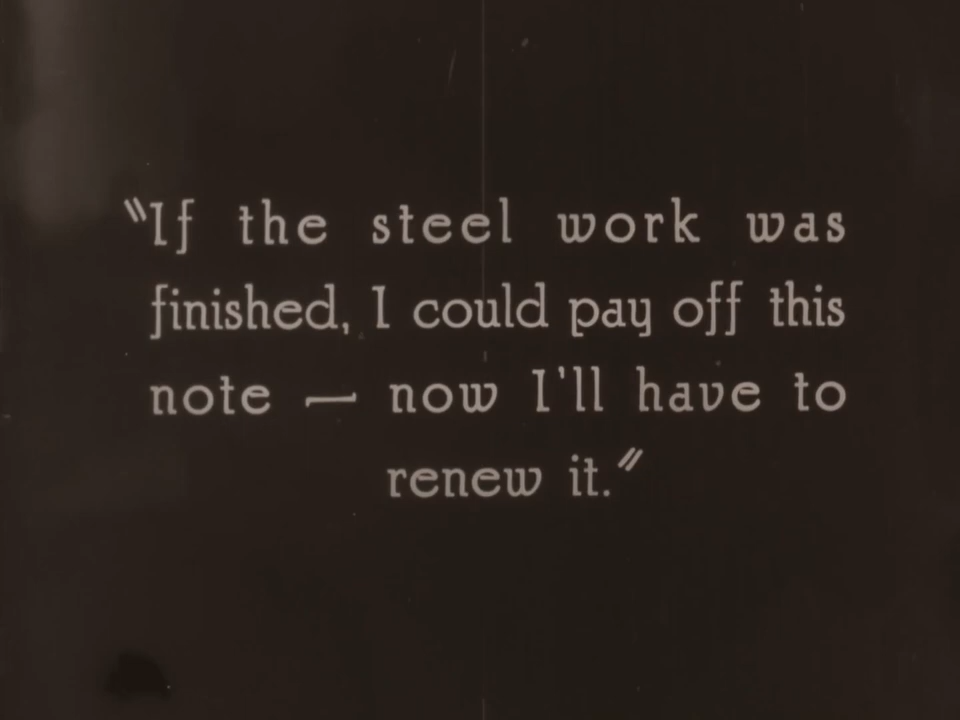 "If the steel work was
finished, I could pay off this
note — now I'll have to
renew it."